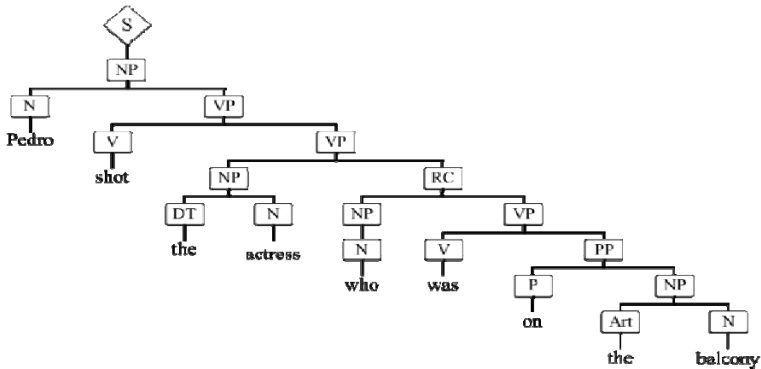 S
NP
N VP
Pedro V VP
shot NP RC
DT N NP VP
the actress N V PP
who was P NP
on Art N
the balcony